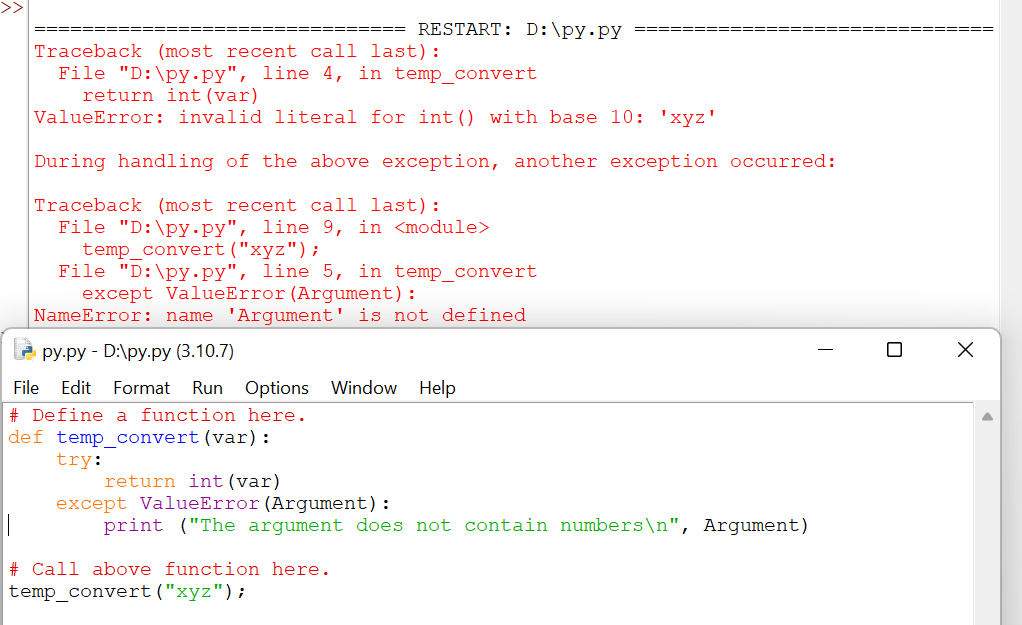 >>
=============================== RESTART: D:\py.py ==============================
Traceback (most recent call last):
  File "D:\py.py", line 4, in temp_convert
    return int(var)
ValueError: invalid literal for int() with base 10: 'xyz'

During handling of the above exception, another exception occurred:

Traceback (most recent call last):
  File "D:\py.py", line 9, in <module>
    temp_convert("xyz");
  File "D:\py.py", line 5, in temp_convert
    except ValueError(Argument):
NameError: name 'Argument' is not defined
py.py - D:\py.py (3.10.7)
File Edit Format Run Options Window Help
# Define a function here.
def temp_convert(var):
    try:
        return int(var)
    except ValueError(Argument):
        print ("The argument does not contain numbers\n", Argument)

# Call above function here.
temp_convert("xyz");